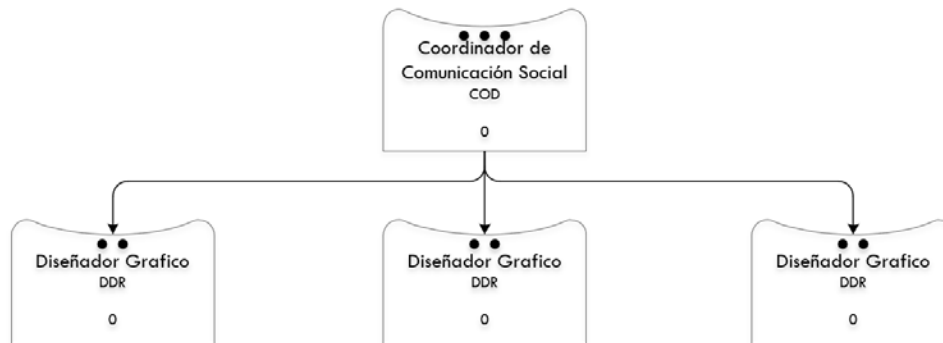 Coordinador de
Comunicación Social
COD
0
Diseñador Grafico
DDR
0
Diseñador Grafico
DDR
0
Diseñador Grafico
DDR
0